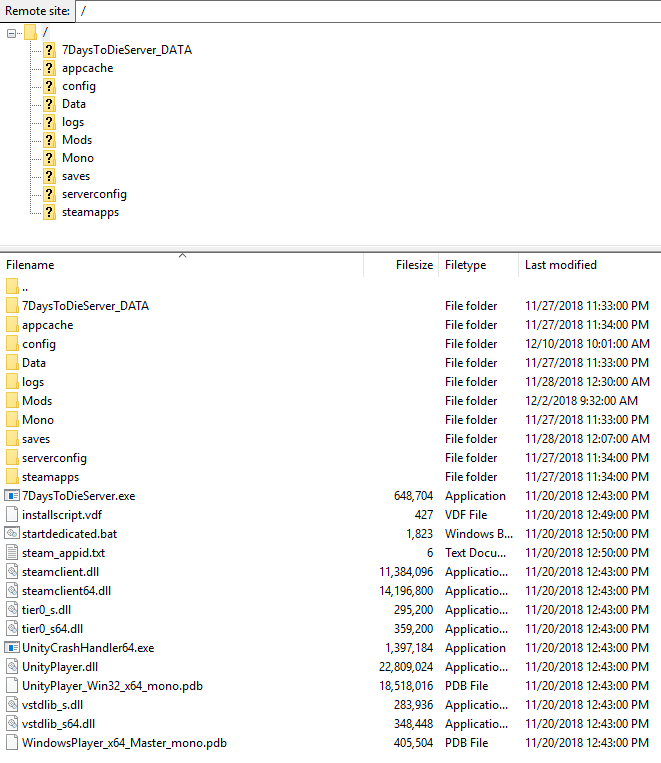 Remote site: /
/
7DaysToDieServer_DATA
appcache
config
Data
logs
Mods
Mono
saves
serverconfig
steamapps
Filename Filesize Filetype Last modified
..
7DaysToDieServer_DATA File folder 11/27/2018 11:33:00 PM
appcache File folder 11/27/2018 11:34:00 PM
config File folder 12/10/2018 10:01:00 AM
Data File folder 11/27/2018 11:33:00 PM
logs File folder 11/28/2018 12:30:00 AM
Mods File folder 12/2/2018 9:32:00 AM
Mono File folder 11/27/2018 11:33:00 PM
saves File folder 11/28/2018 12:07:00 AM
serverconfig File folder 11/27/2018 11:34:00 PM
steamapps File folder 11/27/2018 11:34:00 PM
7DaysToDieServer.exe 648,704 Application 11/20/2018 12:43:00 PM
installscript.vdf 427 VDF File 11/20/2018 12:49:00 PM
startdedicated.bat 1,823 Windows B... 11/20/2018 12:50:00 PM
steam_appid.txt 6 Text Docu... 11/20/2018 12:50:00 PM
steamclient.dll 11,384,096 Applicatio... 11/20/2018 12:43:00 PM
steamclient64.dll 14,196,800 Applicatio... 11/20/2018 12:43:00 PM
tier0_s.dll 295,200 Applicatio... 11/20/2018 12:43:00 PM
tier0_s64.dll 359,200 Applicatio... 11/20/2018 12:43:00 PM
UnityCrashHandler64.exe 1,397,184 Application 11/20/2018 12:43:00 PM
UnityPlayer.dll 22,809,024 Applicatio... 11/20/2018 12:43:00 PM
UnityPlayer_Win32_x64_mono.pdb 18,518,016 PDB File 11/20/2018 12:43:00 PM
vstdlib_s.dll 283,936 Applicatio... 11/20/2018 12:43:00 PM
vstdlib_s64.dll 348,448 Applicatio... 11/20/2018 12:43:00 PM
WindowsPlayer_x64_Master_mono.pdb 405,504 PDB File 11/20/2018 12:43:00 PM